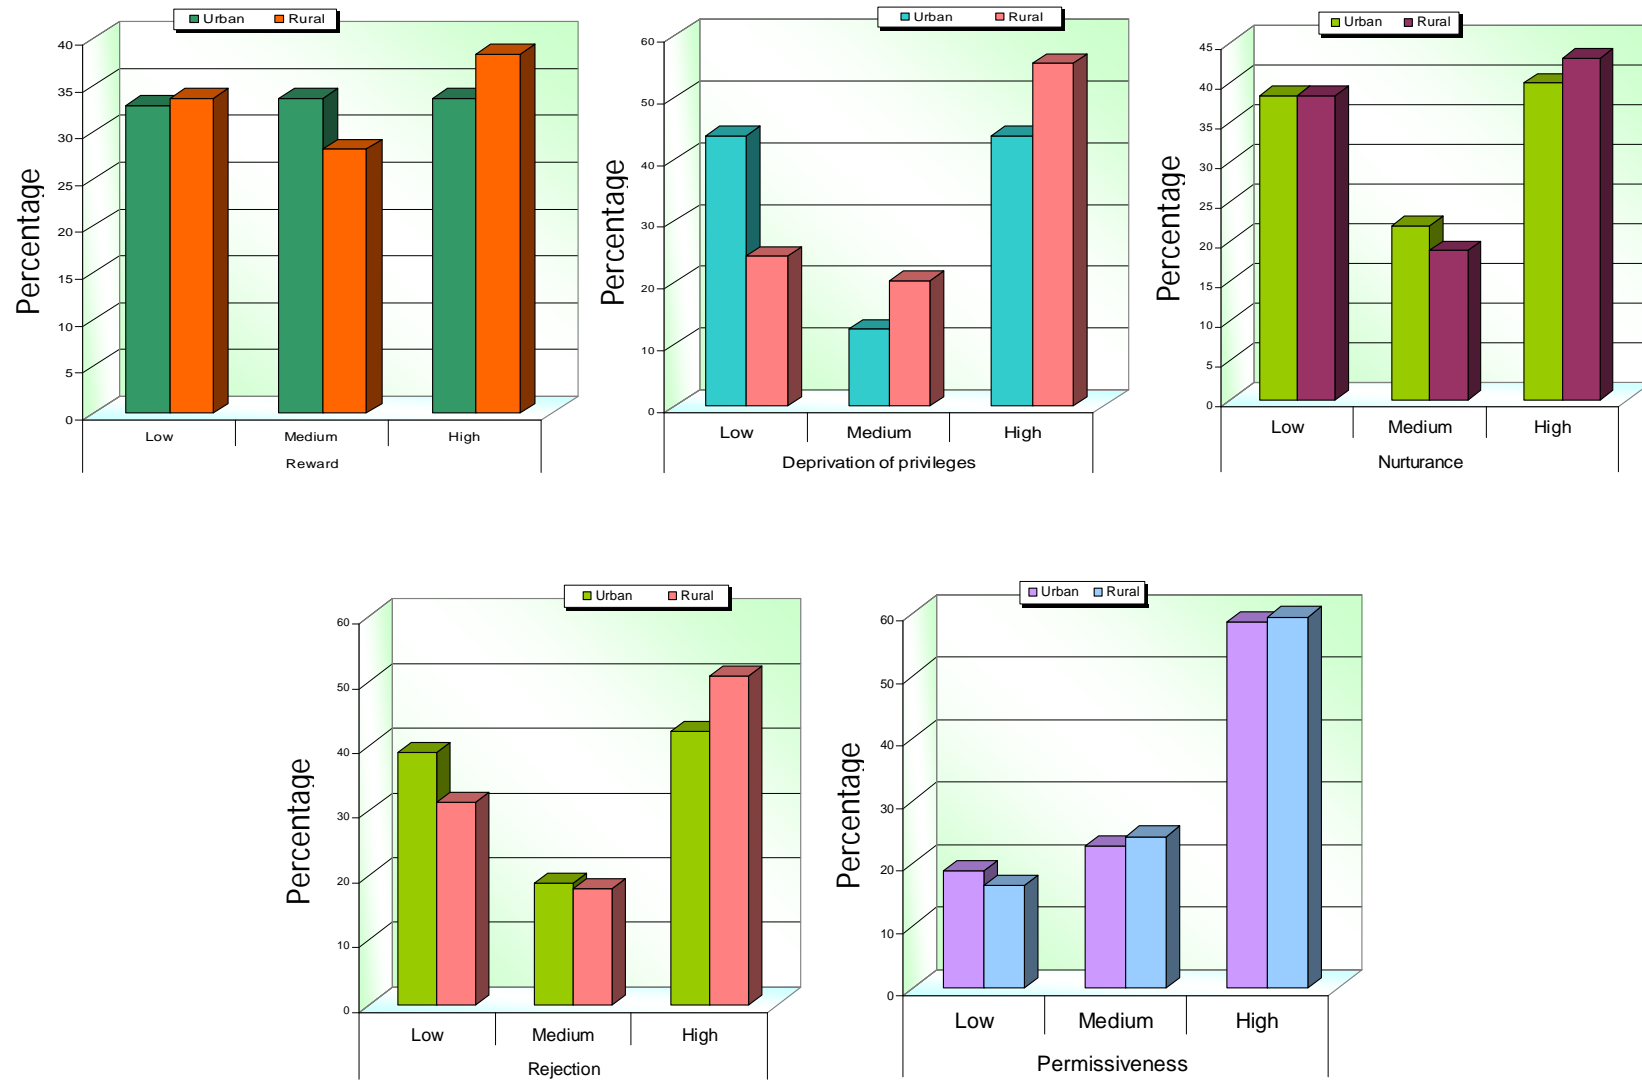 Urban Rural
Percentage
40
35
30
25
20
15
10
5
0
Low Medium High
Reward
Urban Rural
Percentage
60
50
40
30
20
10
0
Low Medium High
Deprivation of privileges
Urban Rural
Percentage
45
40
35
30
25
20
15
10
5
0
Low Medium High
Nurturance
Urban Rural
Percentage
60
50
40
30
20
10
0
Low Medium High
Rejection
Urban Rural
Percentage
60
50
40
30
20
10
0
Low Medium High
Permissiveness